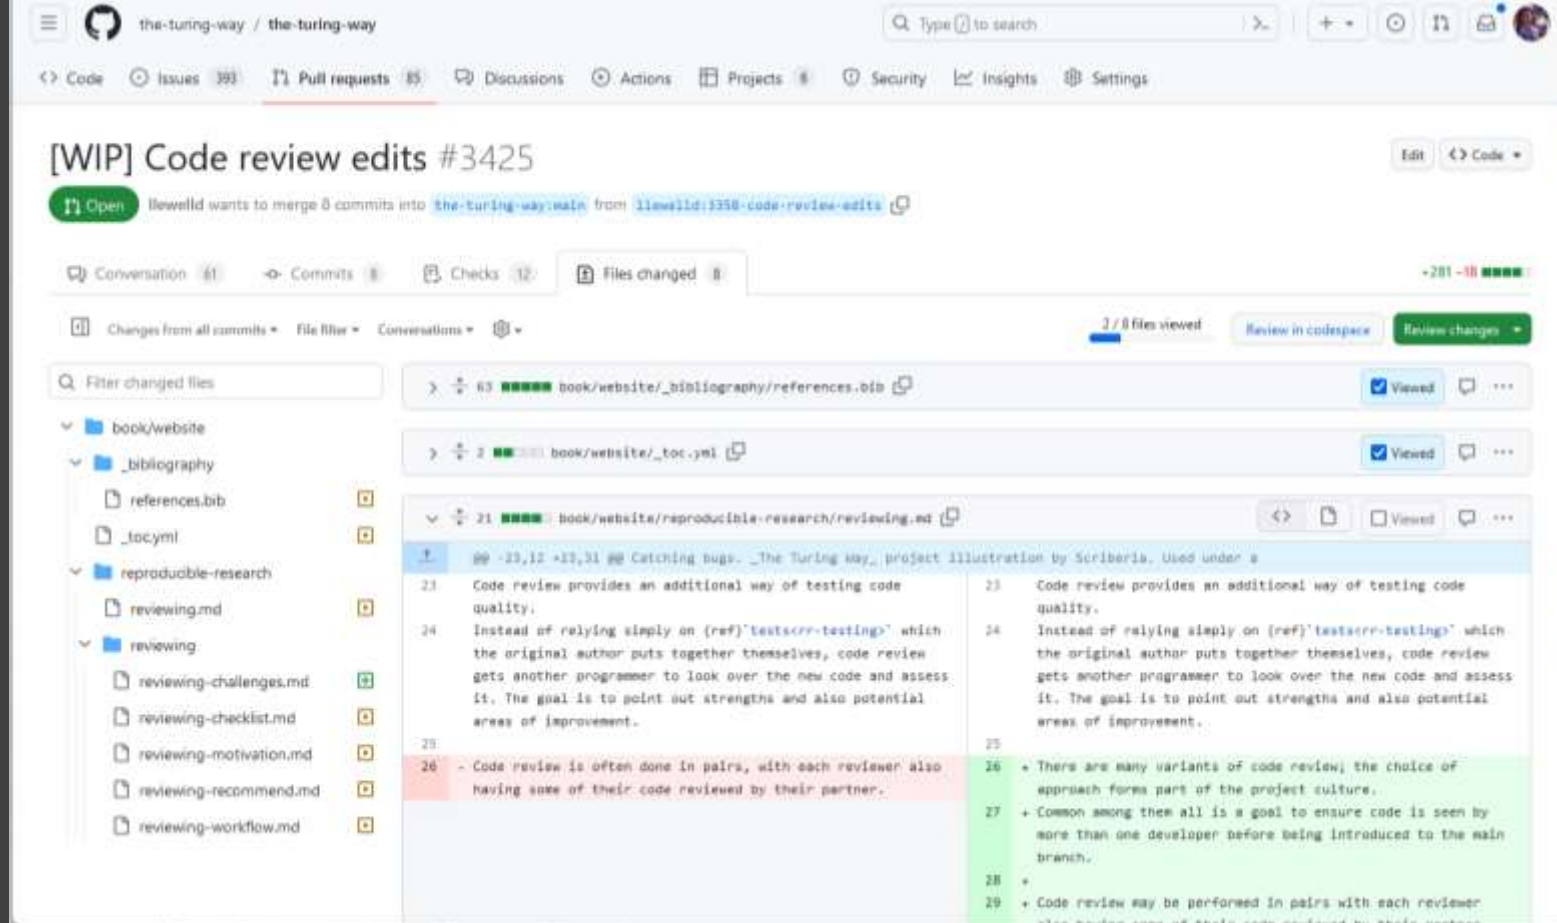 the-turing-way / the-turing-way
Type / to search
Code
Issues 393
Pull requests 85
Discussions
Actions
Projects 6
Security
Insights
Settings
[WIP] Code review edits #3425
Edit
Code
Open
llewelld wants to merge 8 commits into the-turing-way:main from llewelld:3350-code-review-edits
Conversation 61
Commits 8
Checks 12
Files changed 8
+281 -18
Changes from all commits
File filter
Conversations
2 / 8 files viewed
Review in codespace
Review changes
Filter changed files
book/website
_bibliography
references.bib
_toc.yml
reproducible-research
reviewing.md
reviewing
reviewing-challenges.md
reviewing-checklist.md
reviewing-motivation.md
reviewing-recommend.md
reviewing-workflow.md
63 book/website/_bibliography/references.bib
Viewed
2 book/website/_toc.yml
Viewed
21 book/website/reproducible-research/reviewing.md
Viewed
@@ -23,12 +23,31 @@ Catching bugs. _The Turing Way_ project illustration by Scriberia. Used under a
23 Code review provides an additional way of testing code
quality.
24 Instead of relying simply on {ref}`tests<rr-testing>` which
the original author puts together themselves, code review
gets another programmer to look over the new code and assess
it. The goal is to point out strengths and also potential
areas of improvement.
25
26 - Code review is often done in pairs, with each reviewer also
having some of their code reviewed by their partner.
23 Code review provides an additional way of testing code
quality.
24 Instead of relying simply on {ref}`tests<rr-testing>` which
the original author puts together themselves, code review
gets another programmer to look over the new code and assess
it. The goal is to point out strengths and also potential
areas of improvement.
25
26 + There are many variants of code review; the choice of
approach forms part of the project culture.
27 + Common among them all is a goal to ensure code is seen by
more than one developer before being introduced to the main
branch.
28 +
29 + Code review may be performed in pairs with each reviewer